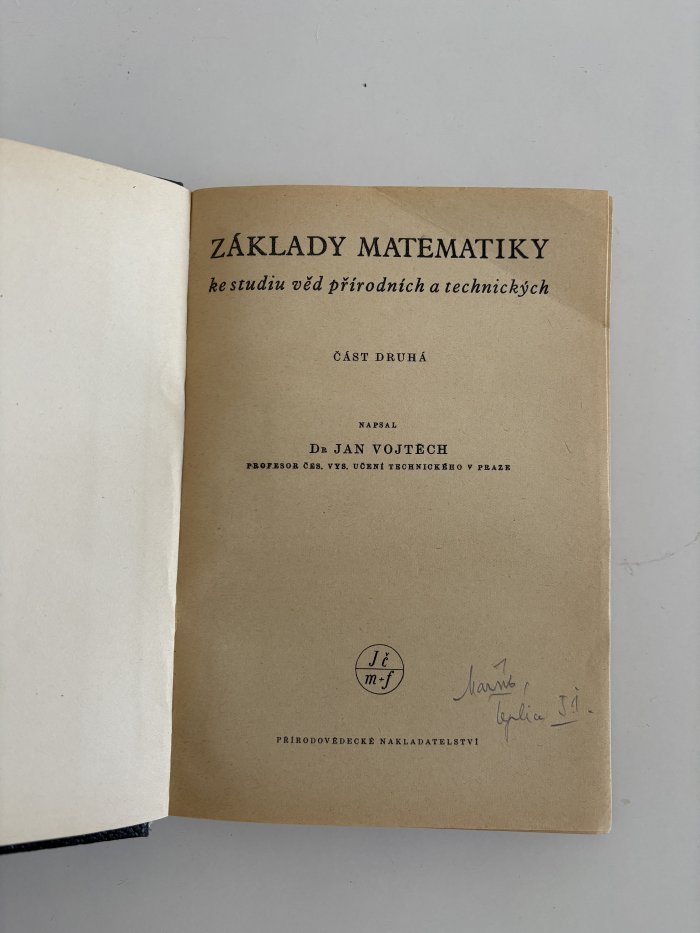 ZÁKLADY MATEMATIKY
ke studiu věd přírodních a technických
ČÁST DRUHÁ
NAPSAL
DR JAN VOJTĚCH
PROFESOR ČES. VYS. UČENÍ TECHNICKÉHO V PRAZE
J č
m + f
PŘÍRODOVĚDECKÉ NAKLADATELSTVÍ